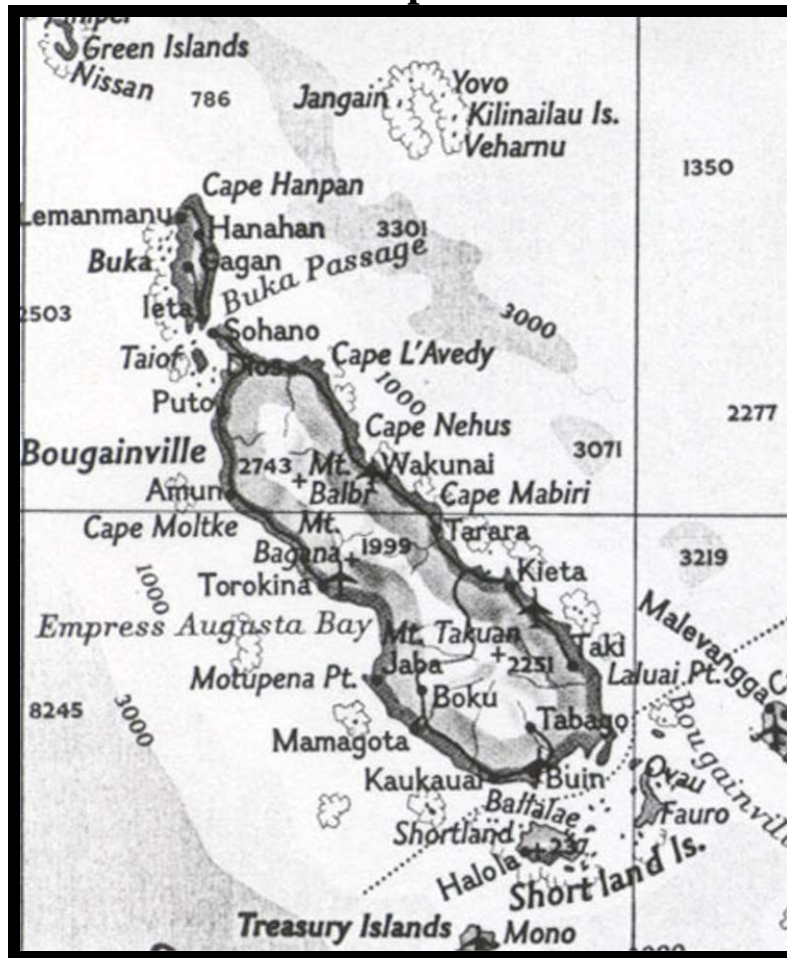 Green Islands
Nissan
786
Jangain
Yovo
Kilinailau Is.
Veharnu
1350
Cape Hanpan
Lemanmanu
Hanahan
3301
Buka
Gagan
Buka Passage
2503
Ieta
3000
Sohano
Taiof
Dios
Cape L'Avedy
Puto
1000
2277
Cape Nehus
Bougainville
3071
2743
Mt.
Balbi
Wakunai
Amun
Cape Mabiri
Cape Moltke
Mt.
Bagana
1999
Tarara
3219
1000
Torokina
Kieta
Malevangga
Empress Augusta Bay
Mt. Takuan
2251
Taki
Motupena Pt.
Jaba
Laluai Pt.
8245
3000
Boku
Mamagota
Tabago
Kaukauai
Buin
Ovau
Fauro
Ballalae
Shortland
237
Halola
Shortland Is.
Treasury Islands
Mono